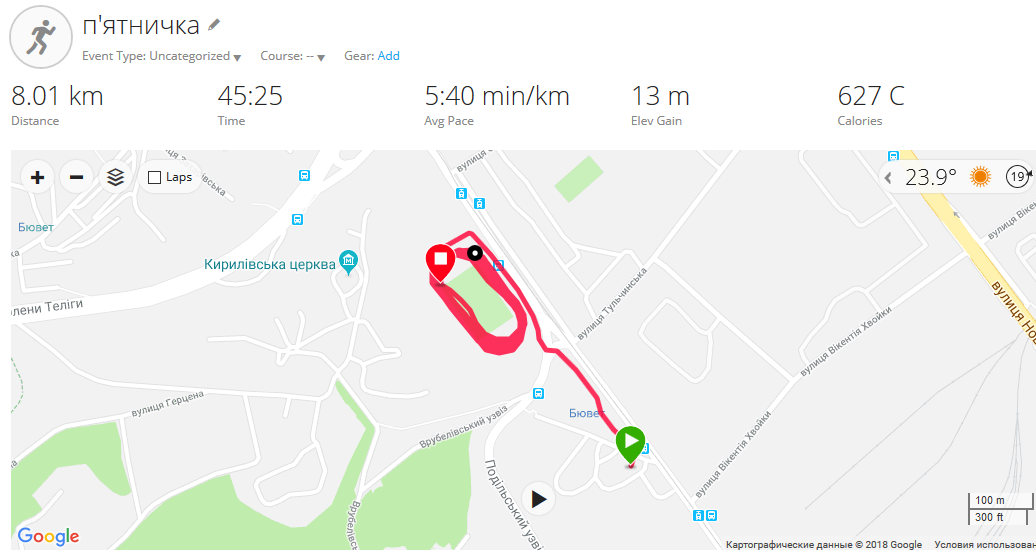 п'ятничка
Event Type: Uncategorized Course: -- Gear: Add
8.01 km 45:25 5:40 min/km 13 m 627 C
Distance Time Avg Pace Elev Gain Calories
Laps
23.9° 19
Бювет
Кирилівська церква
олени Теліги
вулиця Тульчинська
вулиця Вікентія Хвойки
вулиця Вікенті
вулиця Но
вулиця Герцена
Врубелівський узвіз
Бювет
вулиця Вікентія Хвойки
Подільський узвіз
Врубелівс
100 m
300 ft
Google
Картографические данные © 2018 Google Условия использован